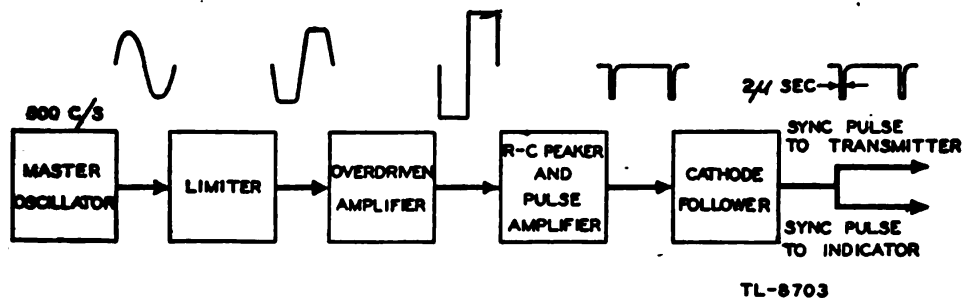 800 C/S
MASTER
OSCILLATOR
LIMITER
OVERDRIVEN
AMPLIFIER
R-C PEAKER
AND
PULSE
AMPLIFIER
CATHODE
FOLLOWER
2μ SEC
SYNC PULSE
TO TRANSMITTER
SYNC PULSE
TO INDICATOR
TL-8703